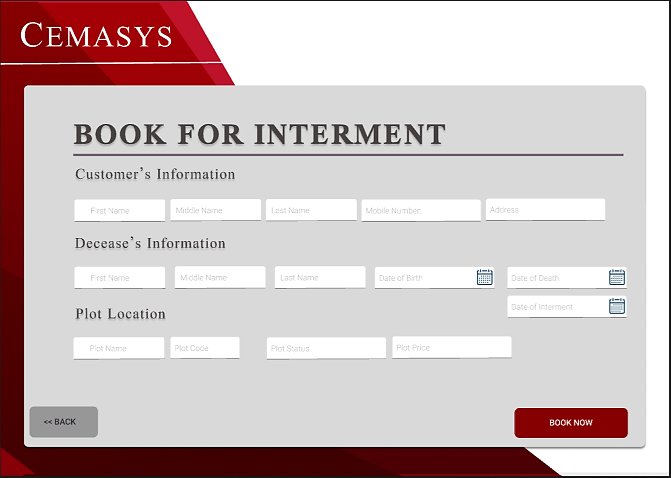 CEMASYS
BOOK FOR INTERMENT
Customer's Information
First Name Middle Name Last Name Mobile Number Address
Decease's Information
First Name Middle Name Last Name Date of Birth Date of Death
Date of Interment
Plot Location
Plot Name Plot Code Plot Status Plot Price
<< BACK BOOK NOW